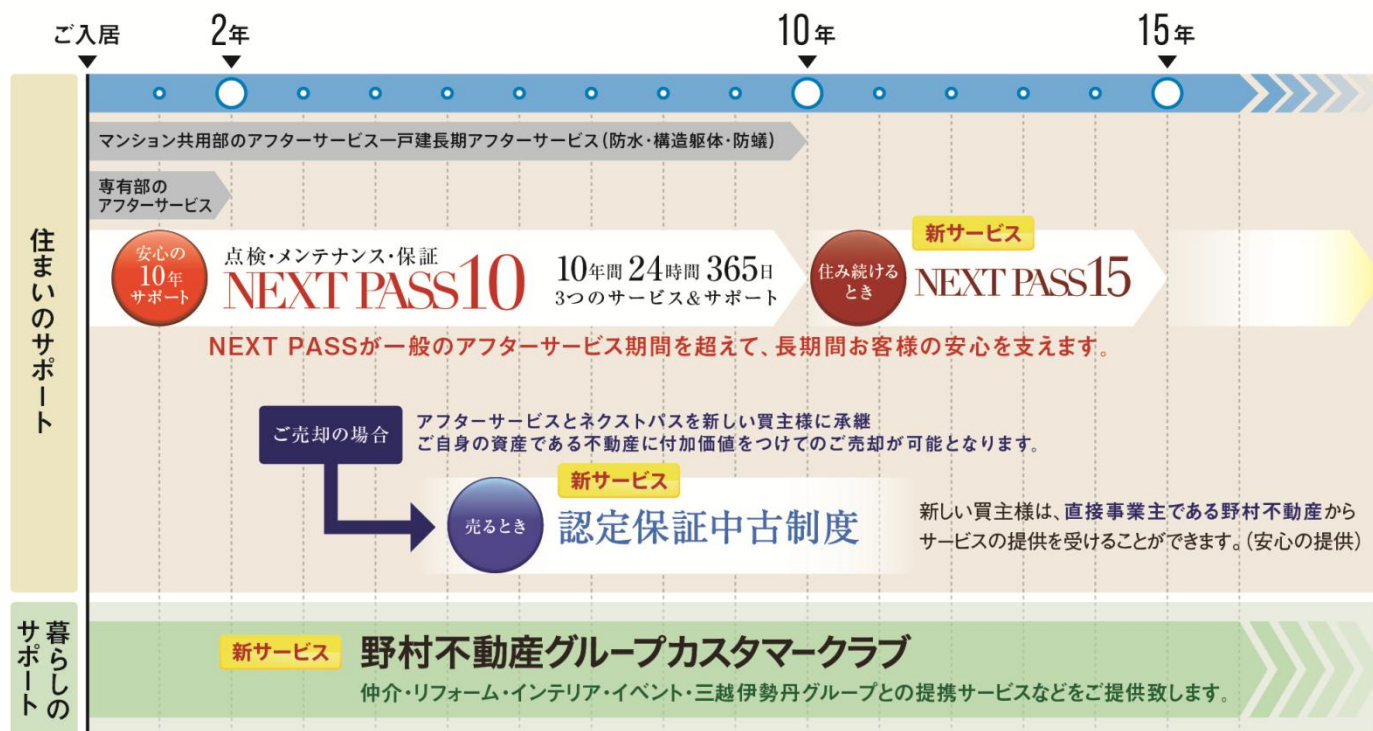 ご入居
2年
10年
15年
住まいのサポート
マンション共用部のアフターサービス一戸建長期アフターサービス(防水・構造躯体・防蟻)
専有部の
アフターサービス
安心の
10年
サポート
点検・メンテナンス・保証
NEXT PASS10
10年間24時間365日
3つのサービス&サポート
住み続ける
とき
新サービス
NEXT PASS15
NEXT PASSが一般のアフターサービス期間を超えて、長期間お客様の安心を支えます。
ご売却の場合
アフターサービスとネクストパスを新しい買主様に承継
ご自身の資産である不動産に付加価値をつけてのご売却が可能となります。
売るとき
新サービス
認定保証中古制度
新しい買主様は、直接事業主である野村不動産から
サービスの提供を受けることができます。(安心の提供)
暮らしの
サポート
新サービス
野村不動産グループカスタマークラブ
仲介・リフォーム・インテリア・イベント・三越伊勢丹グループとの提携サービスなどをご提供致します。